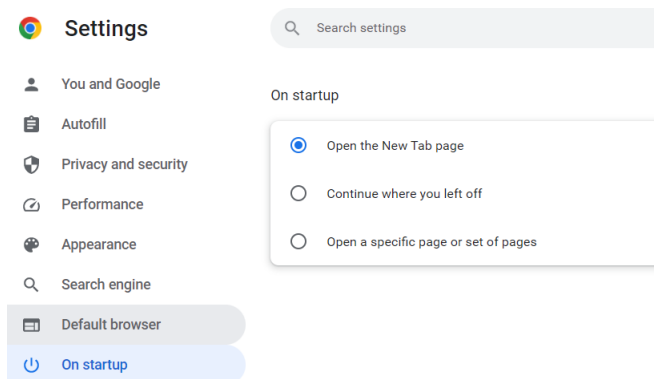 Settings
Search settings
You and Google
Autofill
Privacy and security
Performance
Appearance
Search engine
Default browser
On startup
On startup
Open the New Tab page
Continue where you left off
Open a specific page or set of pages